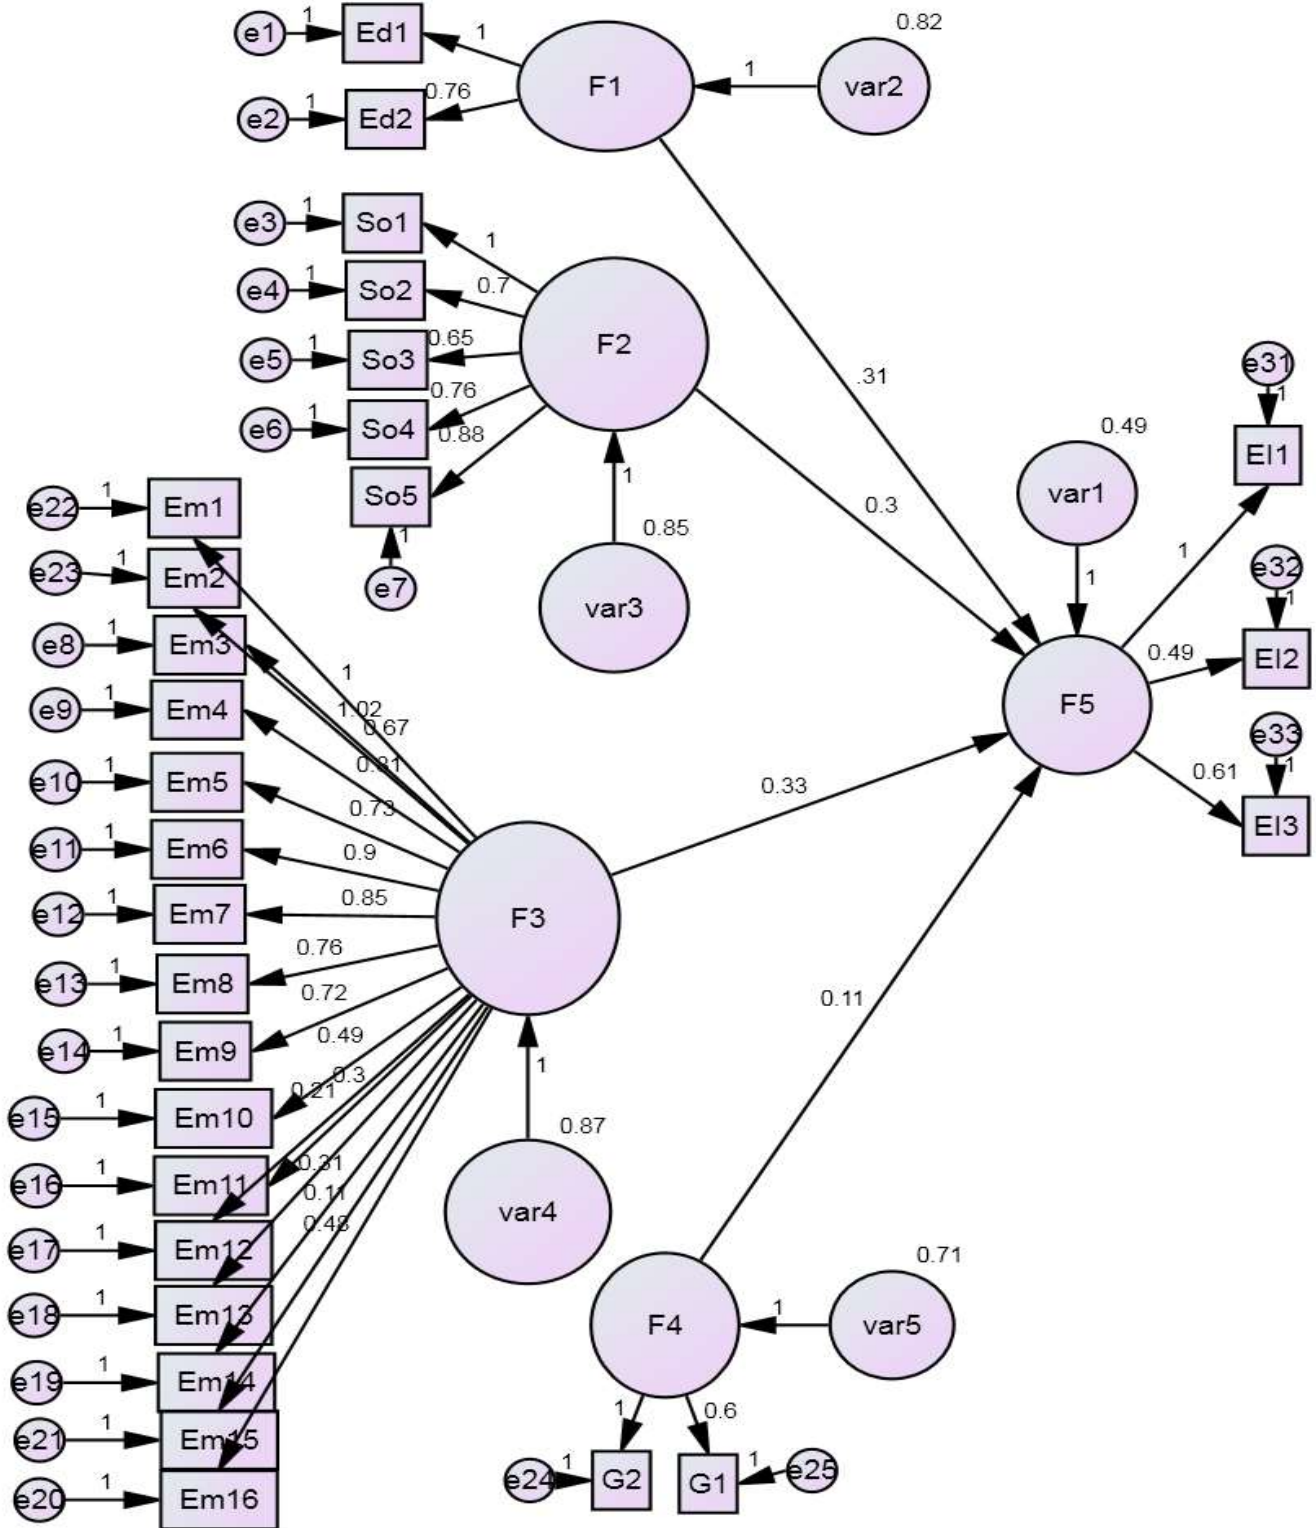 0.82
e1 1 Ed1 1 F1 1 var2
e2 1 Ed2 0.76
e3 1 So1 1
e4 1 So2 0.7
F2
e5 1 So3 0.65
e6 1 So4 0.76
0.88
So5
1
e7
1
0.85
var3
.31
0.3
0.49
var1
1
e31
1
EI1
1
e32
1
0.49 EI2
F5
e33
1
0.61
EI3
e22 1 Em1
e23 1 Em2
e8 1 Em3
1
1.02
0.67
e9 1 Em4
0.81
e10 1 Em5 0.73
e11 1 Em6 0.9
e12 1 Em7 0.85
F3
0.33
e13 1 Em8 0.76
e14 1 Em9 0.72
0.49
0.3
0.21
e15 1 Em10
e16 1 Em11
0.31
0.11
0.48
e17 1 Em12
e18 1 Em13
e19 1 Em14
e21 1 Em15
e20 1 Em16
1
0.87
var4
0.11
0.71
F4 1 var5
1 0.6
e24 1 G2 G1 1 e25